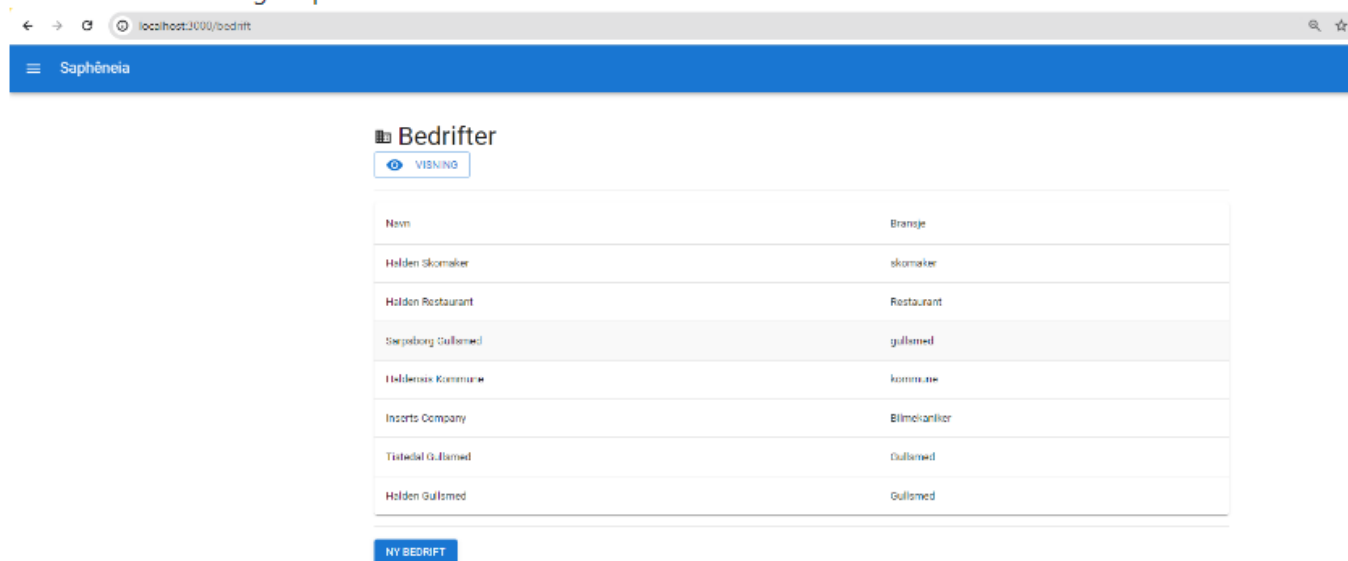 localhost:3000/bedrift
Saphêneia
Bedrifter
VISNING
Navn Bransje
Halden Skomaker skomaker
Halden Restaurant Restaurant
Sarpsborg Gullsmed gullsmed
Haldensis Kommune kommune
Inserts Company Bilmekaniker
Tistedal Gullsmed Gullsmed
Halden Gullsmed Gullsmed
NY BEDRIFT